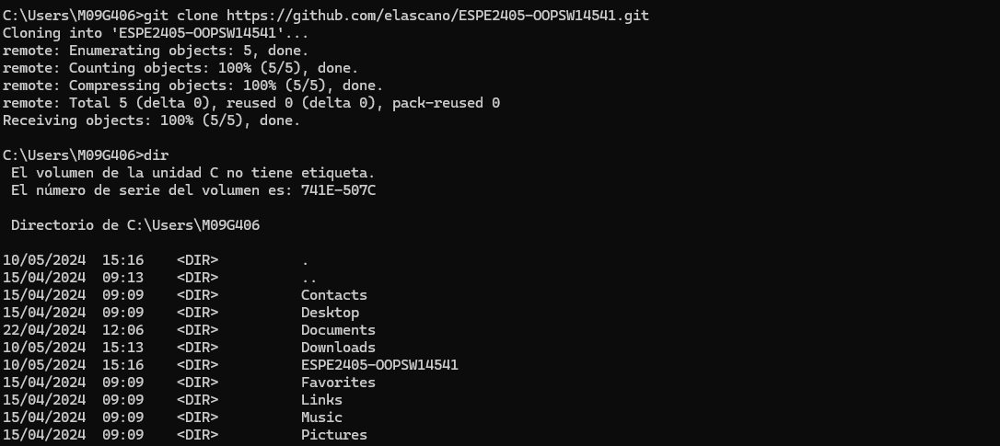 C:\Users\M09G406>git clone https://github.com/elascano/ESPE2405-OOPSW14541.git
Cloning into 'ESPE2405-OOPSW14541'...
remote: Enumerating objects: 5, done.
remote: Counting objects: 100% (5/5), done.
remote: Compressing objects: 100% (5/5), done.
remote: Total 5 (delta 0), reused 0 (delta 0), pack-reused 0
Receiving objects: 100% (5/5), done.

C:\Users\M09G406>dir
 El volumen de la unidad C no tiene etiqueta.
 El número de serie del volumen es: 741E-507C

 Directorio de C:\Users\M09G406

10/05/2024  15:16    <DIR>          .
15/04/2024  09:13    <DIR>          ..
15/04/2024  09:09    <DIR>          Contacts
15/04/2024  09:09    <DIR>          Desktop
22/04/2024  12:06    <DIR>          Documents
10/05/2024  15:13    <DIR>          Downloads
10/05/2024  15:16    <DIR>          ESPE2405-OOPSW14541
15/04/2024  09:09    <DIR>          Favorites
15/04/2024  09:09    <DIR>          Links
15/04/2024  09:09    <DIR>          Music
15/04/2024  09:09    <DIR>          Pictures